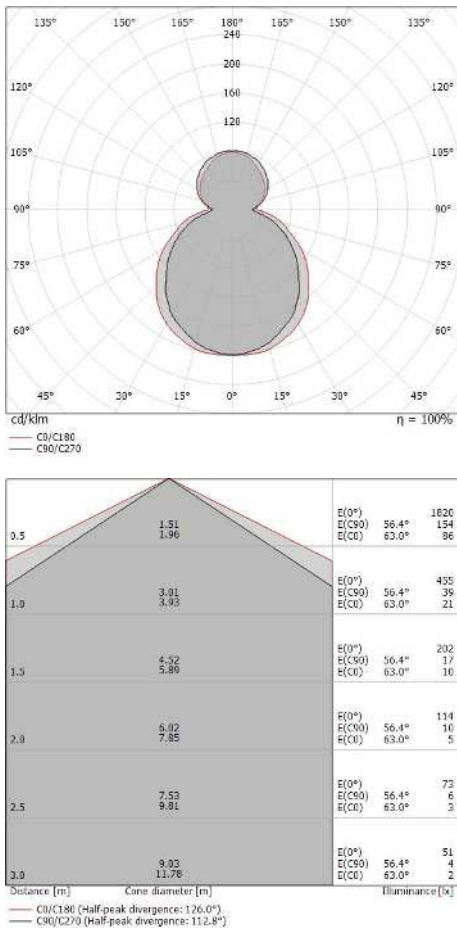 135° 165° 180° 165° 135°
240
200
120° 160 120°
120
105° 105°
90° 90°
75° 75°
60° 60°
45° 30° 15° 0° 15° 30° 45°
cd/klm η = 100%
C0/C180
C90/C270
E(0°) 1820
0.5 1.51 E(C90) 56.4° 154
1.96 E(C0) 63.0° 86
E(0°) 455
1.0 3.01 E(C90) 56.4° 39
3.93 E(C0) 63.0° 21
E(0°) 202
1.5 4.52 E(C90) 56.4° 17
5.89 E(C0) 63.0° 10
E(0°) 114
2.0 6.02 E(C90) 56.4° 10
7.85 E(C0) 63.0° 5
E(0°) 73
2.5 7.53 E(C90) 56.4° 6
9.81 E(C0) 63.0° 3
E(0°) 51
3.0 9.03 E(C90) 56.4° 4
11.78 E(C0) 63.0° 2
Distance [m] Cone diameter [m] Illuminance [lx]
C0/C180 (Half-peak divergence: 126.0°)
C90/C270 (Half-peak divergence: 112.8°)